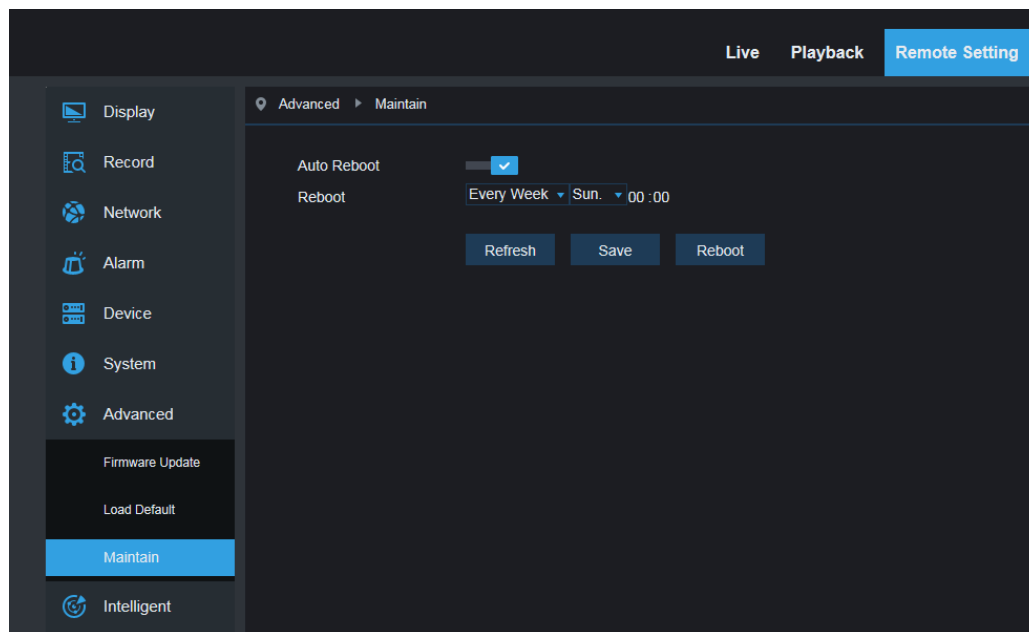 Live Playback Remote Setting
Display
Record
Network
Alarm
Device
System
Advanced
Firmware Update
Load Default
Maintain
Intelligent
Advanced Maintain
Auto Reboot
Reboot Every Week Sun. 00 :00
Refresh Save Reboot